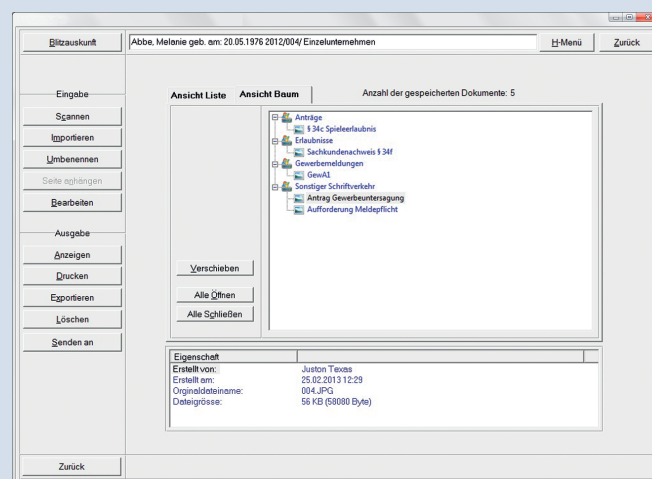 Blitzauskunft
Abbe, Melanie geb. am: 20.05.1976 2012/004/ Einzelunternehmen
H-Menü
Zurück
Eingabe
Scannen
Importieren
Umbenennen
Seite anhängen
Bearbeiten
Ausgabe
Anzeigen
Drucken
Exportieren
Löschen
Senden an
Zurück
Ansicht Liste
Ansicht Baum
Anzahl der gespeicherten Dokumente: 5
Verschieben
Alle Öffnen
Alle Schließen
Anträge
§ 34c Spieleerlaubnis
Erlaubnisse
Sachkundenachweis § 34f
Gewerbemeldungen
GewA1
Sonstiger Schriftverkehr
Antrag Gewerbeuntersagung
Aufforderung Meldepflicht
Eigenschaft
Erstellt von: Juston Texas
Erstellt am: 25.02.2013 12:29
Orginaldateiname: 004.JPG
Dateigrösse: 56 KB (58080 Byte)